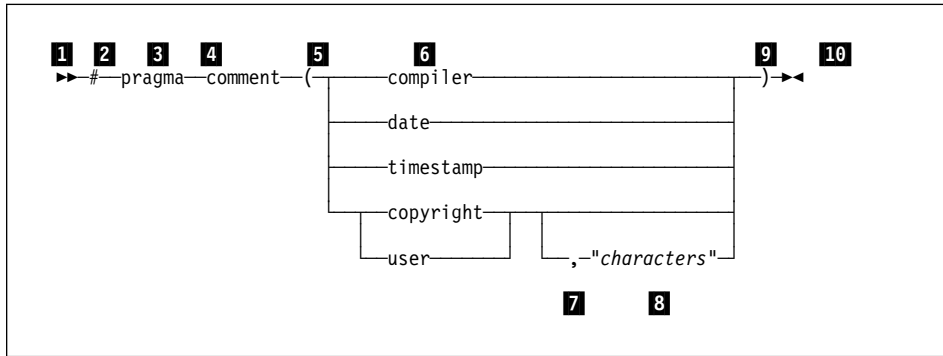 1 2 3 4 5 6 9 10
# pragma comment ( compiler )
date
timestamp
copyright
user , "characters"
7 8